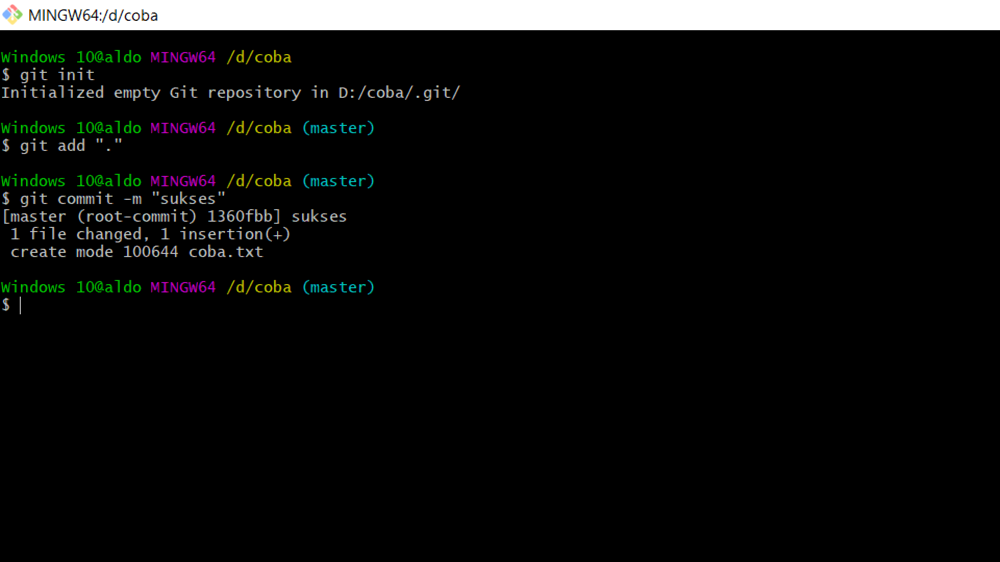 MINGW64:/d/coba
Windows 10@aldo MINGW64 /d/coba
$ git init
Initialized empty Git repository in D:/coba/.git/
Windows 10@aldo MINGW64 /d/coba (master)
$ git add "."
Windows 10@aldo MINGW64 /d/coba (master)
$ git commit -m "sukses"
[master (root-commit) 1360fbb] sukses
 1 file changed, 1 insertion(+)
 create mode 100644 coba.txt
Windows 10@aldo MINGW64 /d/coba (master)
$